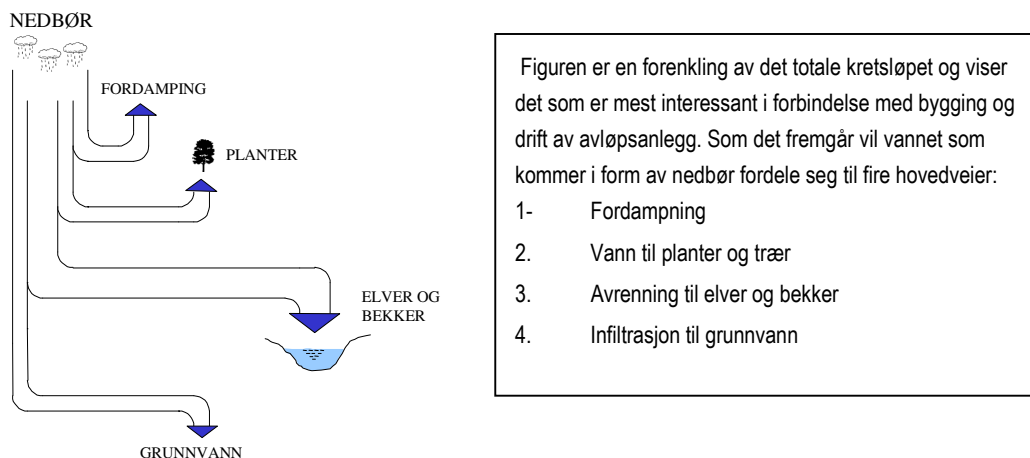 NEDBØR
FORDAMPING
PLANTER
ELVER OG
BEKKER
GRUNNVANN
Figuren er en forenkling av det totale kretsløpet og viser
det som er mest interessant i forbindelse med bygging og
drift av avløpsanlegg. Som det fremgår vil vannet som
kommer i form av nedbør fordele seg til fire hovedveier:
1- Fordampning
2. Vann til planter og trær
3. Avrenning til elver og bekker
4. Infiltrasjon til grunnvann